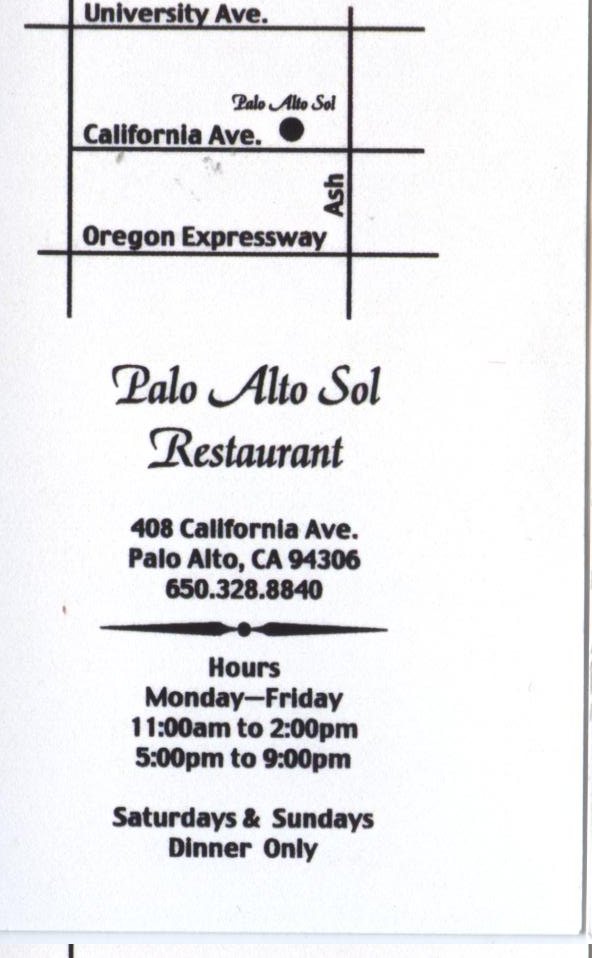 University Ave.
Palo Alto Sol
California Ave.
Ash
Oregon Expressway
Palo Alto Sol
Restaurant
408 California Ave.
Palo Alto, CA 94306
650.328.8840
Hours
Monday—Friday
11:00am to 2:00pm
5:00pm to 9:00pm
Saturdays & Sundays
Dinner Only